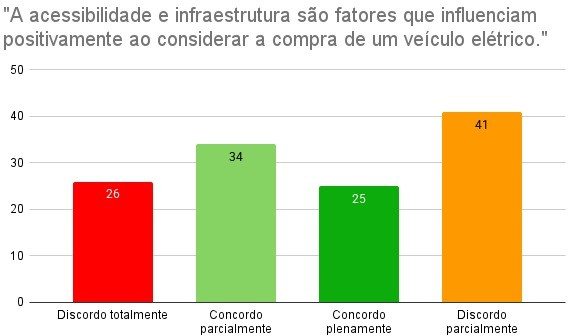 "A acessibilidade e infraestrutura são fatores que influenciam
positivamente ao considerar a compra de um veículo elétrico."
50
40
30
20
10
0
26
34
25
41
Discordo totalmente
Concordo
parcialmente
Concordo
plenamente
Discordo
parcialmente